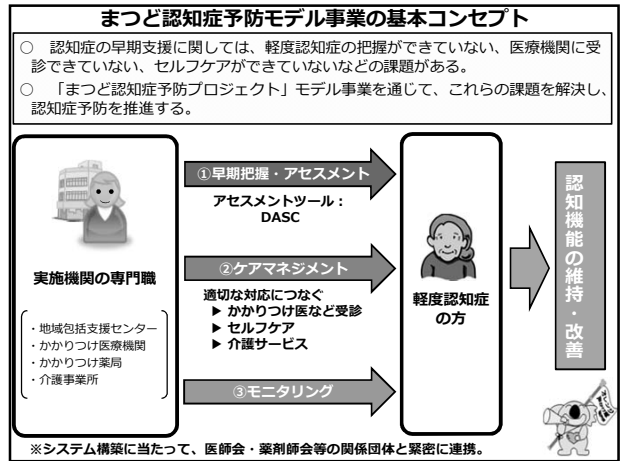 まつど認知症予防モデル事業の基本コンセプト
○　認知症の早期支援に関しては、軽度認知症の把握ができていない、医療機関に受
診できていない、セルフケアができていないなどの課題がある。
○　「まつど認知症予防プロジェクト」モデル事業を通じて、これらの課題を解決し、
認知症予防を推進する。
実施機関の専門職
・地域包括支援センター
・かかりつけ医療機関
・かかりつけ薬局
・介護事業所
①早期把握・アセスメント
アセスメントツール：
DASC
②ケアマネジメント
適切な対応につなぐ
▶ かかりつけ医など受診
▶ セルフケア
▶ 介護サービス
③モニタリング
軽度認知症
の方
認知機能の維持・改善
※システム構築に当たって、医師会・薬剤師会等の関係団体と緊密に連携。